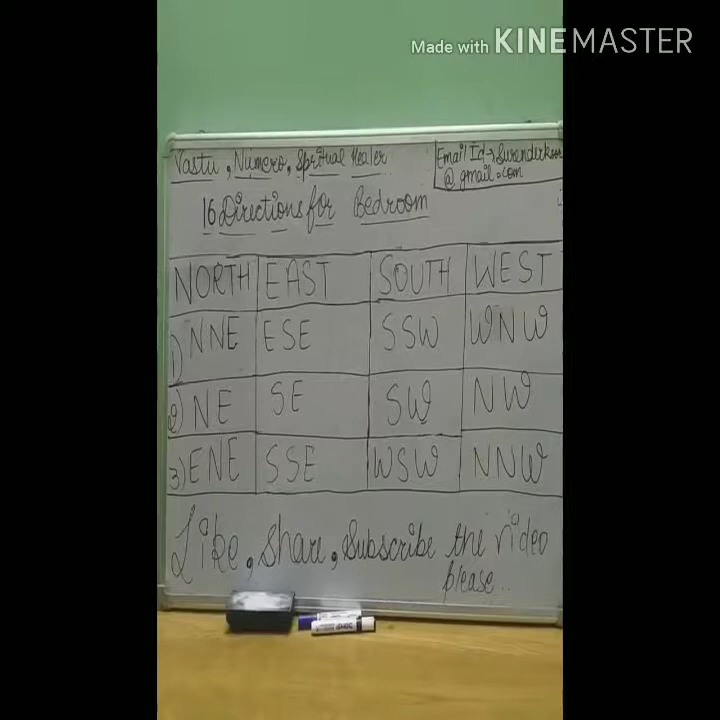 Made with KINEMASTER
Vastu, Numero, Spritual Healer
Email Id→
@ gmail.com
16 Directions for Bedroom
NORTH EAST SOUTH WEST
1) NNE ESE SSW WNW
2) NE SE SW NW
3) ENE SSE WSW NNW
Like, Share, Subscribe the video
please..